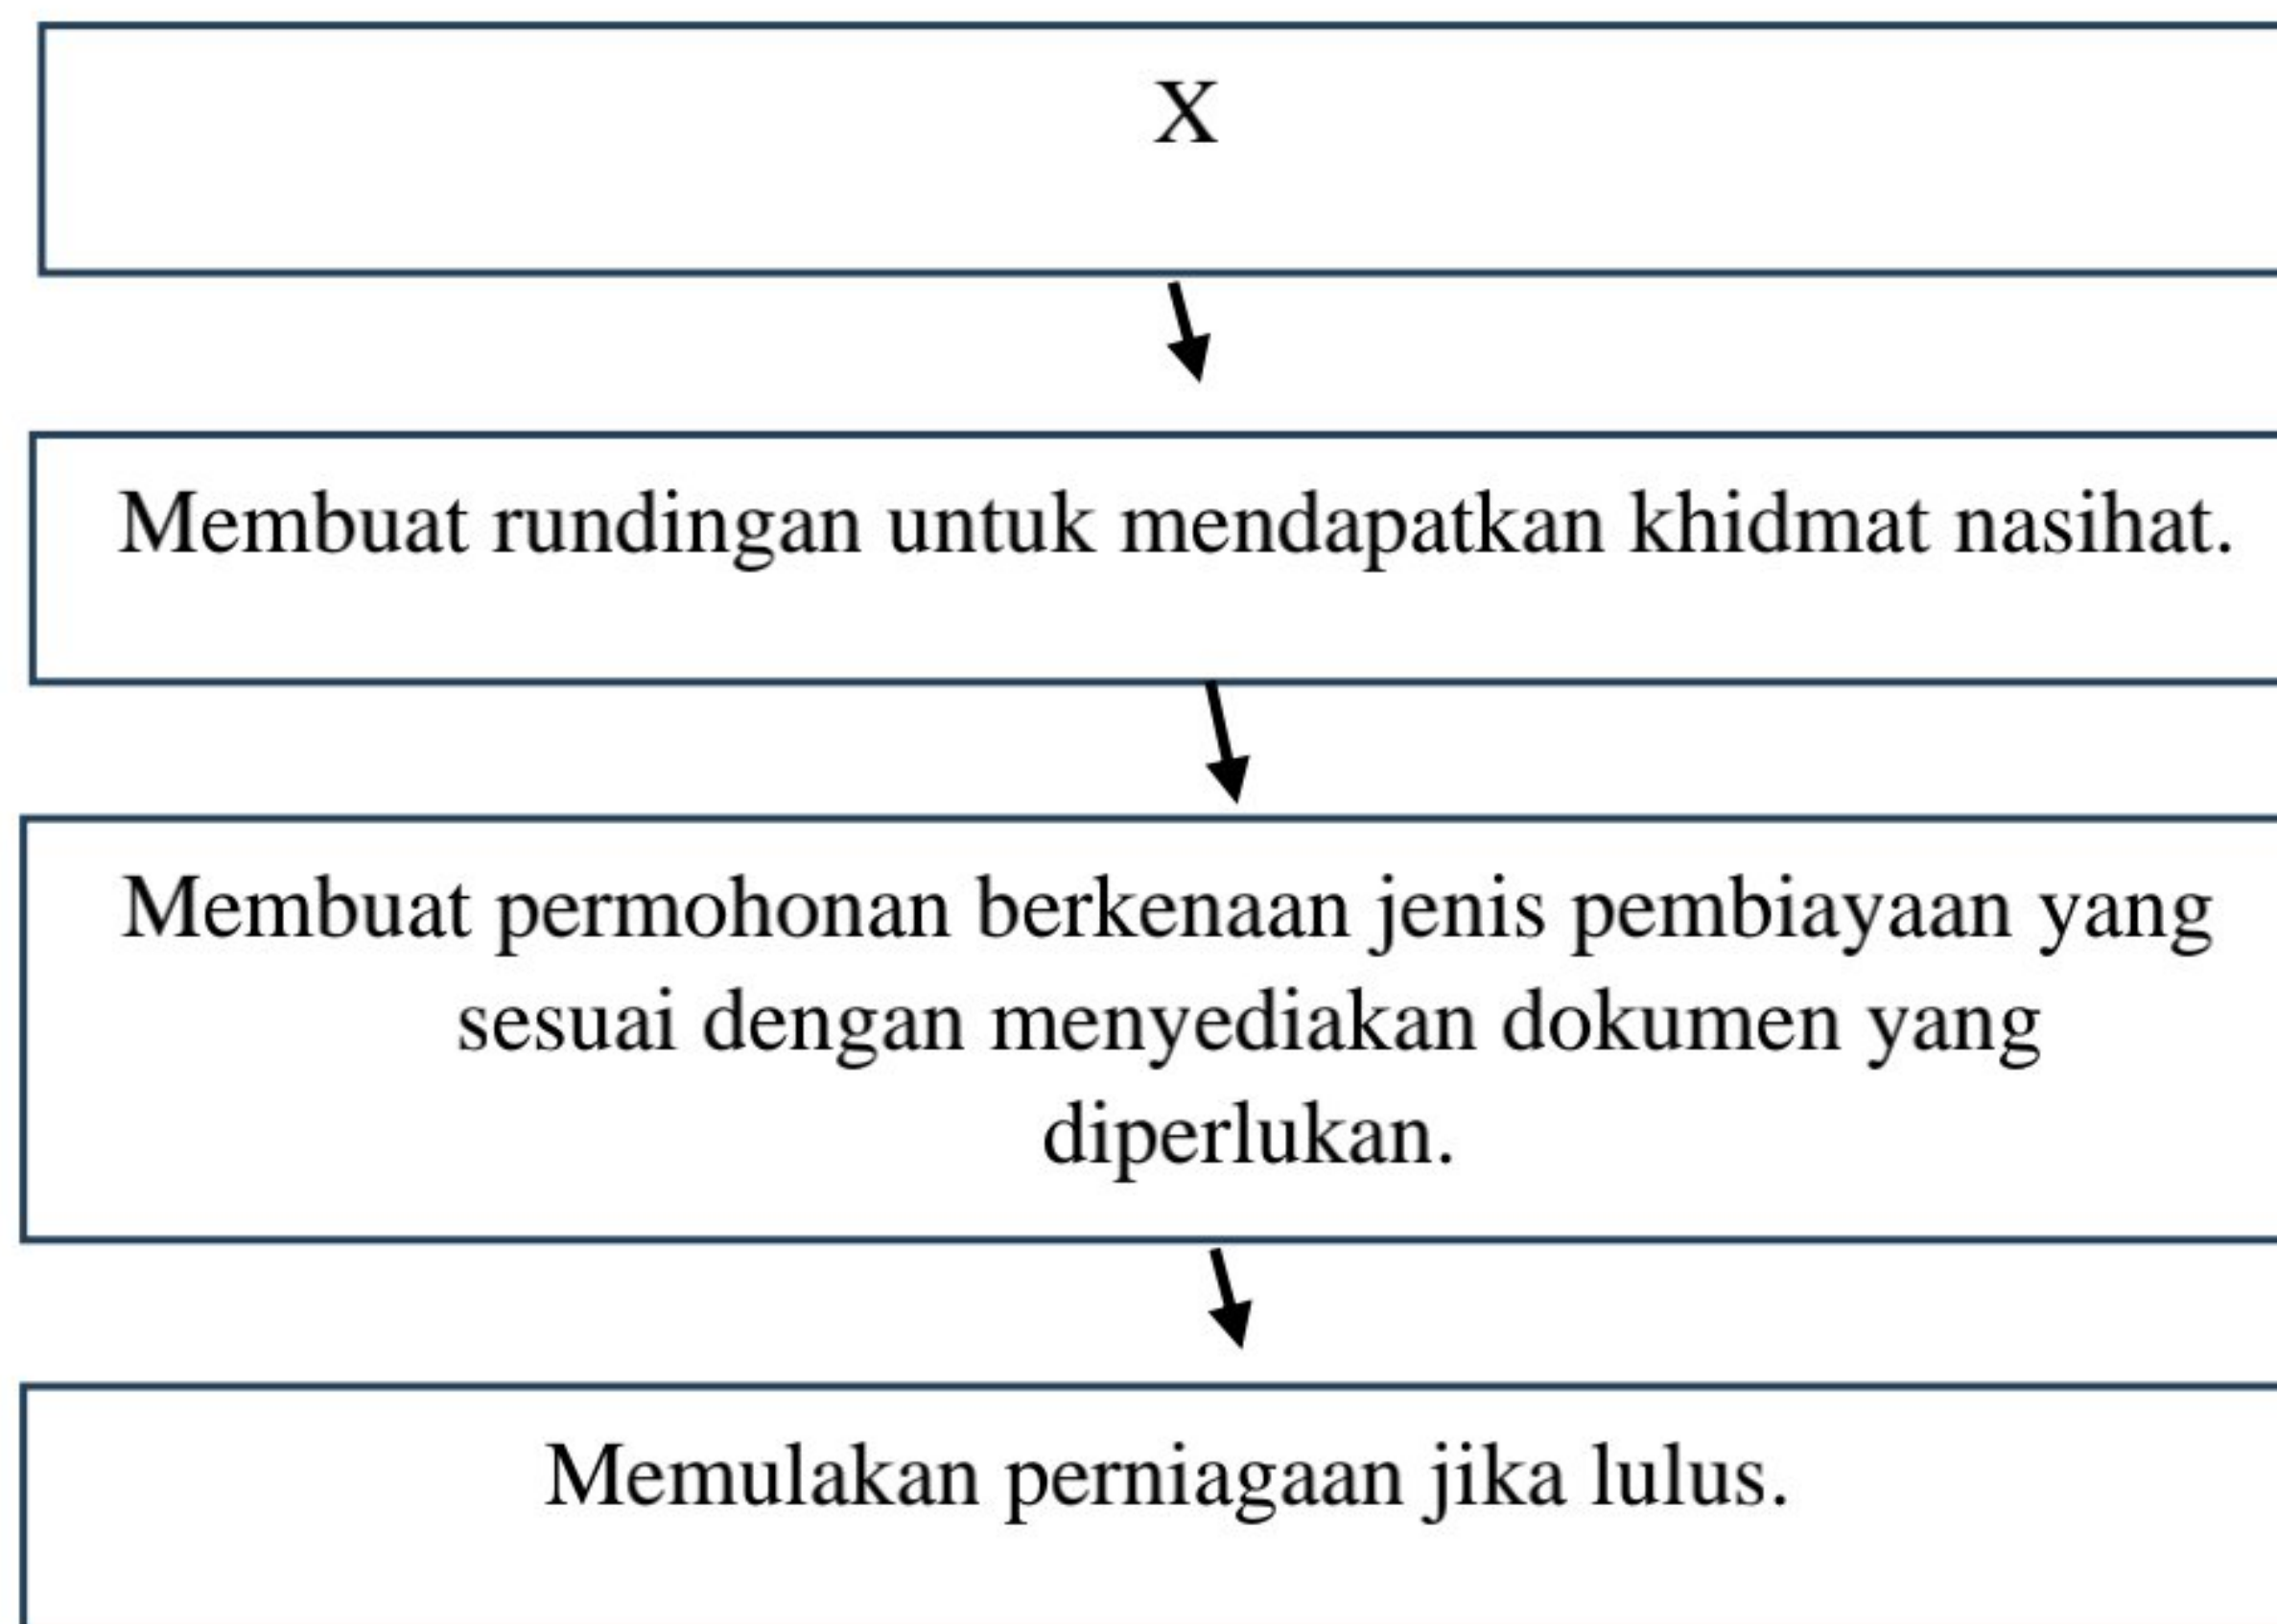 X
Membuat rundingan untuk mendapatkan khidmat nasihat.
Membuat permohonan berkenaan jenis pembiayaan yang
sesuai dengan menyediakan dokumen yang
diperlukan.
Memulakan perniagaan jika lulus.